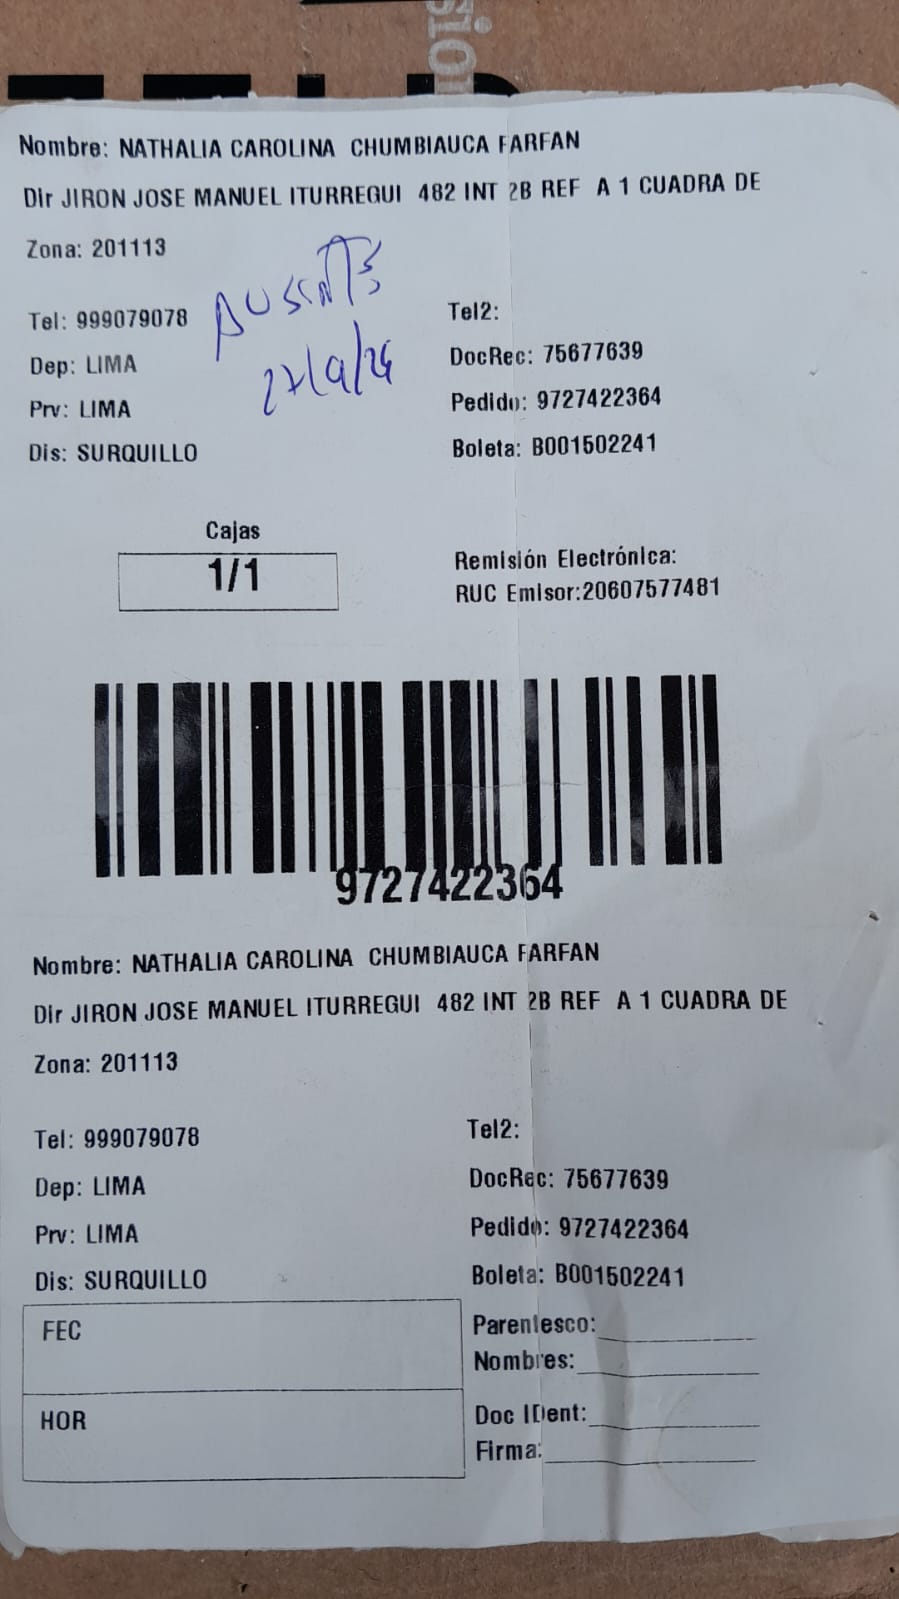 sion
Nombre: NATHALIA CAROLINA CHUMBIAUCA FARFAN
Dir JIRON JOSE MANUEL ITURREGUI 482 INT 2B REF A 1 CUADRA DE
Zona: 201113
AUSENTE
Tel: 999079078
Tel2:
27/9/24
Dep: LIMA
DocRec: 75677639
Prv: LIMA
Pedido: 9727422364
Dis: SURQUILLO
Boleta: B001502241
Cajas
1/1
Remisión Electrónica:
RUC Emisor:20607577481
9727422364
Nombre: NATHALIA CAROLINA CHUMBIAUCA FARFAN
Dir JIRON JOSE MANUEL ITURREGUI 482 INT 2B REF A 1 CUADRA DE
Zona: 201113
Tel: 999079078
Tel2:
Dep: LIMA
DocRec: 75677639
Prv: LIMA
Pedido: 9727422364
Dis: SURQUILLO
Boleta: B001502241
FEC
Parentesco:
Nombres:
HOR
Doc IDent:
Firma: